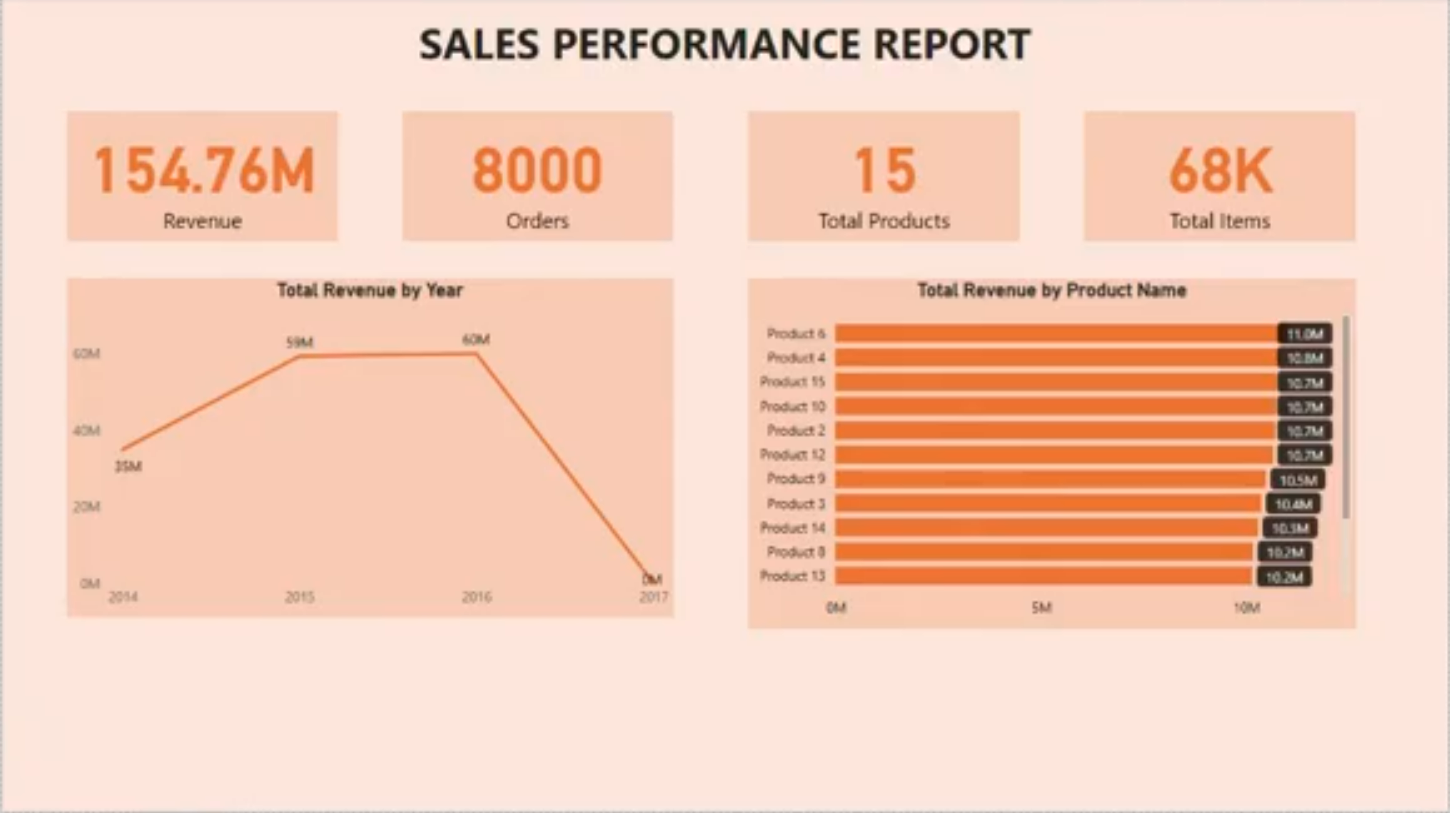 SALES PERFORMANCE REPORT
154.76M
Revenue
8000
Orders
15
Total Products
68K
Total Items
Total Revenue by Year
60M
40M
20M
0M
35M
59M
60M
0M
2014 2015 2016 2017
Total Revenue by Product Name
Product 6 11.0M
Product 4 10.8M
Product 15 10.7M
Product 10 10.7M
Product 2 10.7M
Product 12 10.7M
Product 9 10.5M
Product 3 10.4M
Product 14 10.3M
Product 8 10.2M
Product 13 10.2M
0M 5M 10M